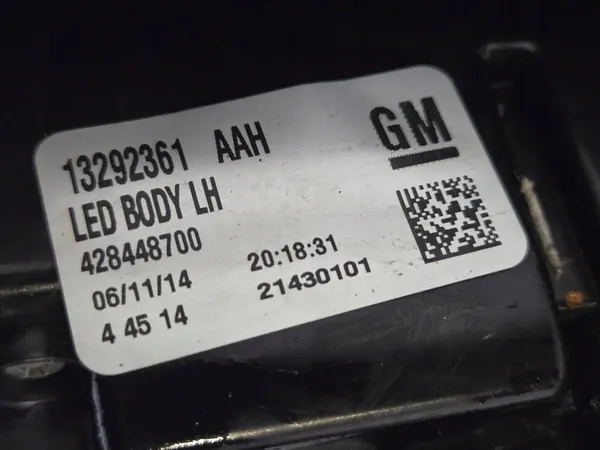 GM
13292361 AAH
LED BODY LH
428448700
06/11/14 20:18:31
4 45 14 21430101